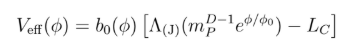 V_eff(ϕ) = b_0(ϕ) [Λ_(J)(m_P^{D−1} e^{ϕ/ϕ_0}) − L_C]